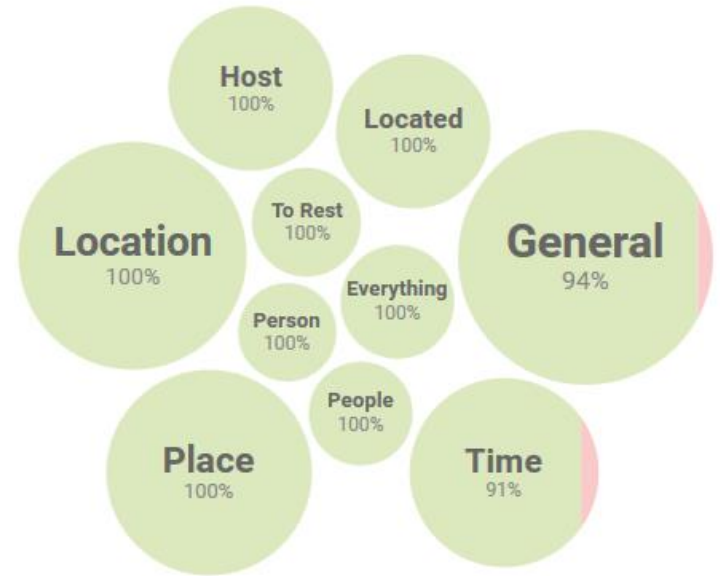 Host
100%
Located
100%
To Rest
100%
Location
100%
General
94%
Everything
100%
Person
100%
People
100%
Place
100%
Time
91%